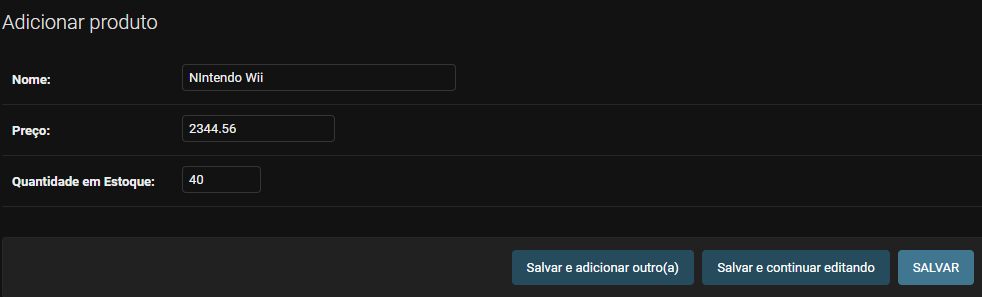 Adicionar produto
Nome: NIntendo Wii
Preço: 2344.56
Quantidade em Estoque: 40
Salvar e adicionar outro(a) Salvar e continuar editando SALVAR